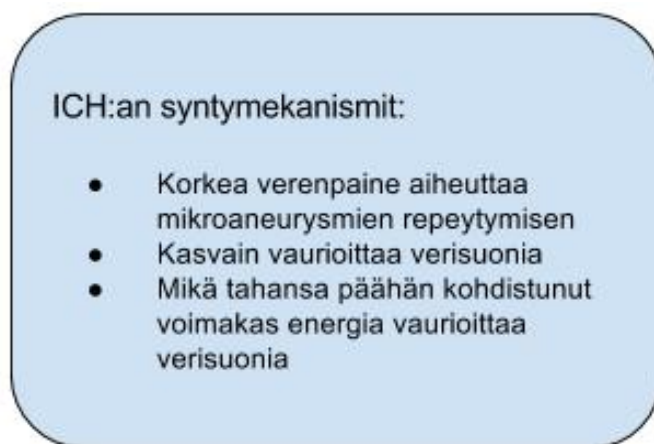 ICH:an syntymekanismit:
● Korkea verenpaine aiheuttaa
mikroaneurysmien repeytymisen
● Kasvain vaurioittaa verisuonia
● Mikä tahansa päähän kohdistunut
voimakas energia vaurioittaa
verisuonia